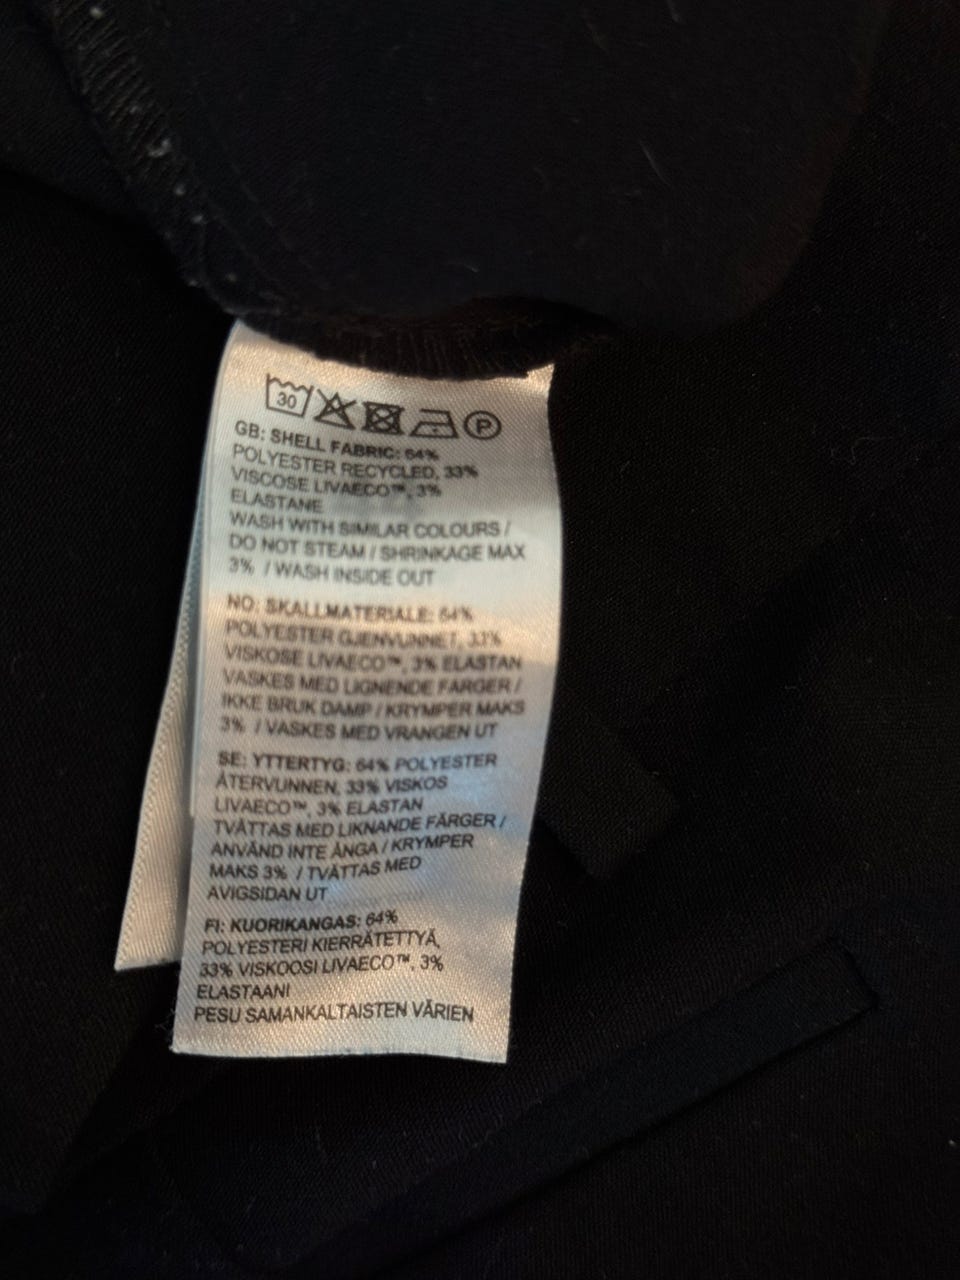 30 P
GB: SHELL FABRIC: 64%
POLYESTER RECYCLED, 33%
VISCOSE LIVAECO™, 3%
ELASTANE
WASH WITH SIMILAR COLOURS /
DO NOT STEAM / SHRINKAGE MAX
3% / WASH INSIDE OUT
NO: SKALLMATERIALE: 64%
POLYESTER GJENVUNNET, 33%
VISKOSE LIVAECO™, 3% ELASTAN
VASKES MED LIGNENDE FARGER /
IKKE BRUK DAMP / KRYMPER MAKS
3% / VASKES MED VRANGEN UT
SE: YTTERTYG: 64% POLYESTER
ÅTERVUNNEN, 33% VISKOS
LIVAECO™, 3% ELASTAN
TVÄTTAS MED LIKNANDE FÄRGER /
ANVÄND INTE ÅNGA / KRYMPER
MAKS 3% / TVÄTTAS MED
AVIGSIDAN UT
FI: KUORIKANGAS: 64%
POLYESTERI KIERRÄTETTYÄ,
33% VISKOOSI LIVAECO™, 3%
ELASTAANI
PESU SAMANKALTAISTEN VÄRIEN